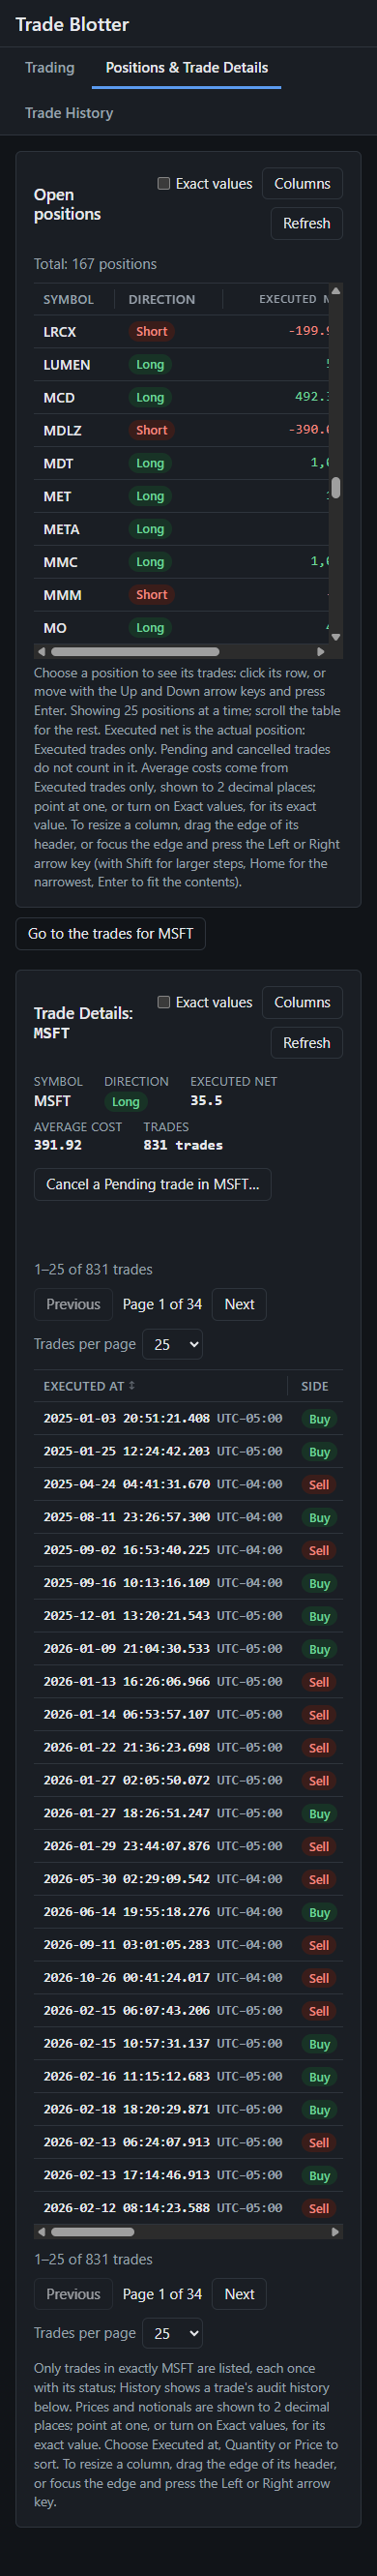 Trade Blotter
Trading
Positions & Trade Details
Trade History
Open
positions
Exact values
Columns
Refresh
Total: 167 positions
SYMBOL DIRECTION EXECUTED
LRCX Short -199.9
LUMEN Long
MCD Long 492.3
MDLZ Short -390.0
MDT Long 1,0
MET Long
META Long
MMC Long 1,0
MMM Short
MO Long
Choose a position to see its trades: click its row, or
move with the Up and Down arrow keys and press
Enter. Showing 25 positions at a time; scroll the table
for the rest. Executed net is the actual position:
Executed trades only. Pending and cancelled trades
do not count in it. Average costs come from
Executed trades only, shown to 2 decimal places;
point at one, or turn on Exact values, for its exact
value. To resize a column, drag the edge of its
header, or focus the edge and press the Left or Right
arrow key (with Shift for larger steps, Home for the
narrowest, Enter to fit the contents).
Go to the trades for MSFT
Trade Details:
MSFT
Exact values
Columns
Refresh
SYMBOL DIRECTION EXECUTED NET
MSFT Long 35.5
AVERAGE COST TRADES
391.92 831 trades
Cancel a Pending trade in MSFT...
1–25 of 831 trades
Previous Page 1 of 34 Next
Trades per page 25
EXECUTED AT ↕ SIDE
2025-01-03 20:51:21.408 UTC-05:00 Buy
2025-01-25 12:24:42.203 UTC-05:00 Buy
2025-04-24 04:41:31.670 UTC-04:00 Sell
2025-08-11 23:26:57.300 UTC-04:00 Buy
2025-09-02 16:53:40.225 UTC-04:00 Sell
2025-09-16 10:13:16.109 UTC-04:00 Buy
2025-12-01 13:20:21.543 UTC-05:00 Buy
2026-01-09 21:04:30.533 UTC-05:00 Buy
2026-01-13 16:26:06.966 UTC-05:00 Sell
2026-01-14 06:53:57.107 UTC-05:00 Sell
2026-01-22 21:36:23.698 UTC-05:00 Sell
2026-01-27 02:05:50.072 UTC-05:00 Sell
2026-01-27 18:26:51.247 UTC-05:00 Buy
2026-01-29 23:44:07.876 UTC-05:00 Sell
2026-05-30 02:29:09.542 UTC-04:00 Sell
2026-06-14 19:55:18.276 UTC-04:00 Buy
2026-09-11 03:01:05.283 UTC-04:00 Sell
2026-10-26 00:41:24.017 UTC-04:00 Sell
2026-02-15 06:07:43.206 UTC-05:00 Sell
2026-02-15 10:57:31.137 UTC-05:00 Buy
2026-02-16 11:15:12.683 UTC-05:00 Buy
2026-02-18 18:20:29.871 UTC-05:00 Buy
2026-02-13 06:24:07.913 UTC-05:00 Sell
2026-02-13 17:14:46.913 UTC-05:00 Buy
2026-02-12 08:14:23.588 UTC-05:00 Sell
1–25 of 831 trades
Previous Page 1 of 34 Next
Trades per page 25
Only trades in exactly MSFT are listed, each once
with its status; History shows a trade's audit history
below. Prices and notionals are shown to 2 decimal
places; point at one, or turn on Exact values, for its
exact value. Choose Executed at, Quantity or Price to
sort. To resize a column, drag the edge of its header,
or focus the edge and press the Left or Right arrow
key.